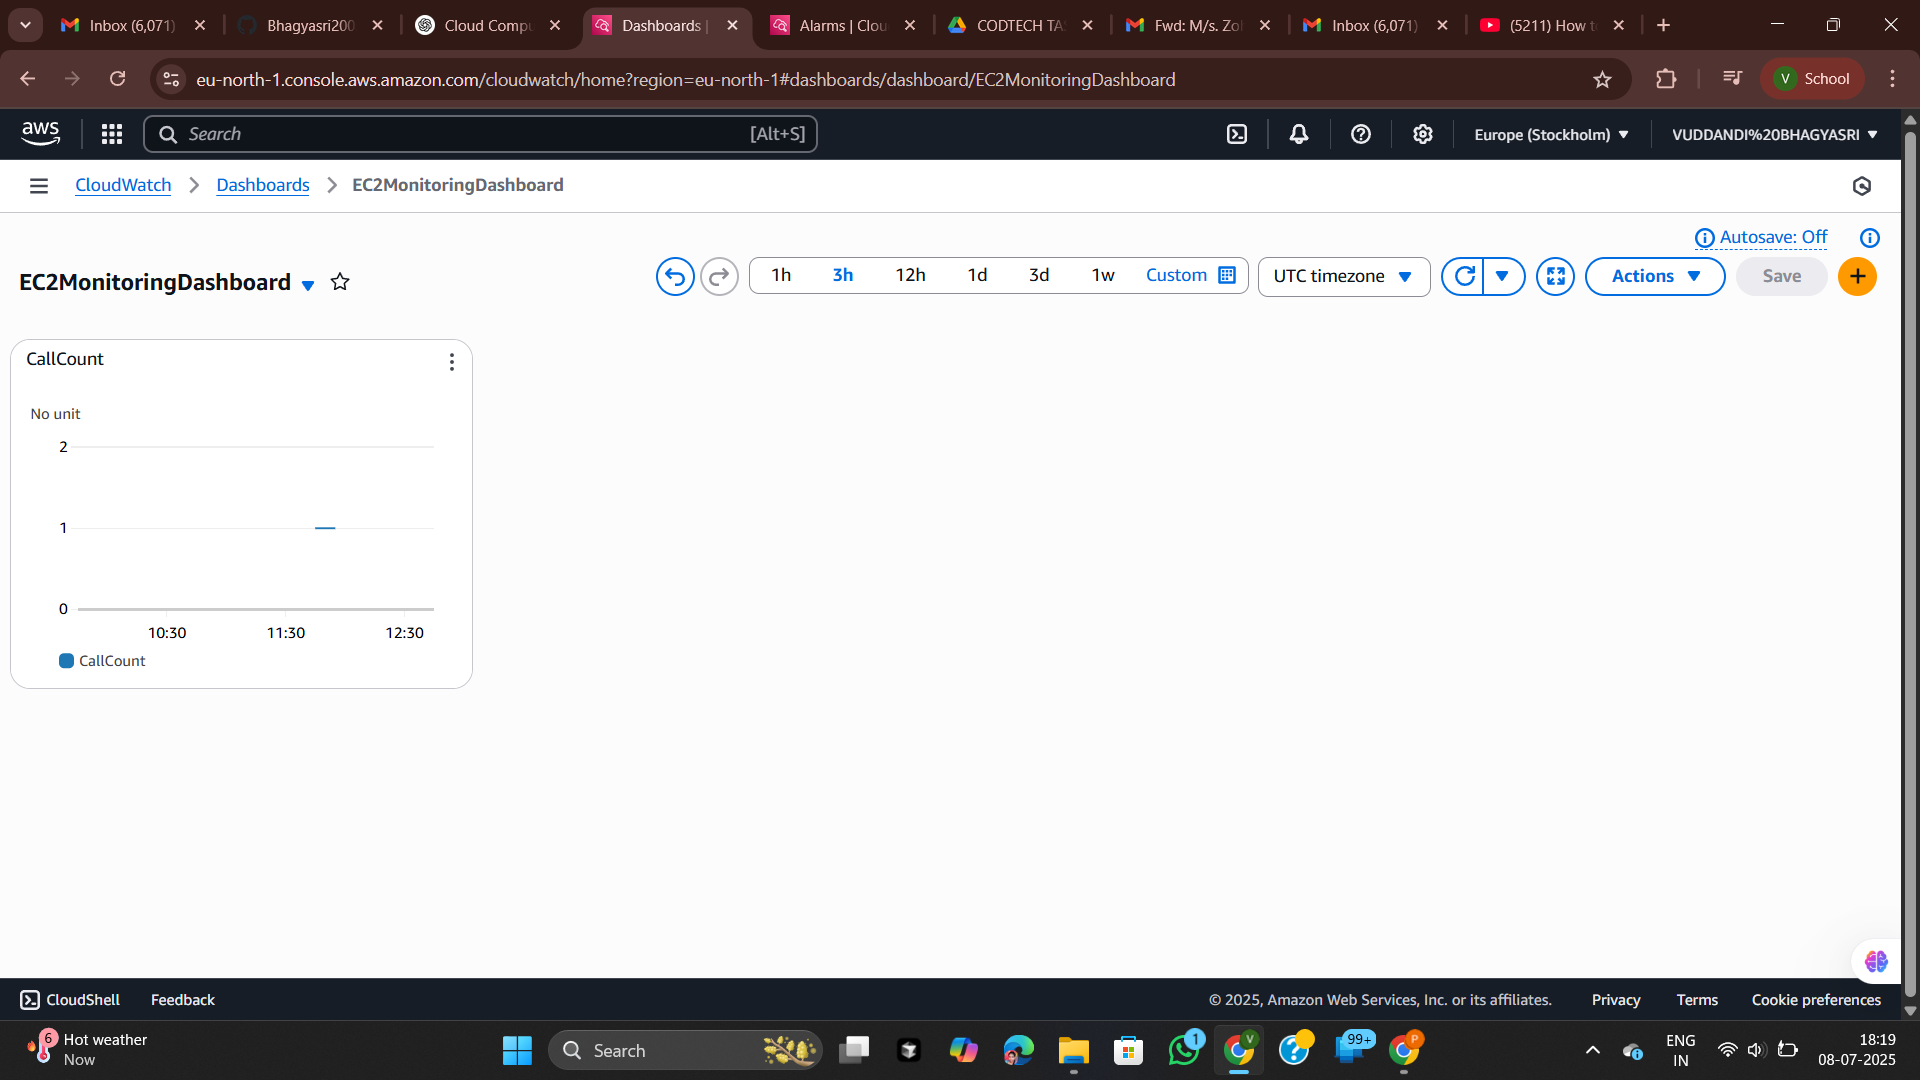 Inbox (6,071)
Bhagyasri200
Cloud Compu
Dashboards |
Alarms | Clou
CODTECH TAS
Fwd: M/s. Zol
Inbox (6,071)
(5211) How to
eu-north-1.console.aws.amazon.com/cloudwatch/home?region=eu-north-1#dashboards/dashboard/EC2MonitoringDashboard
V School
aws
Search [Alt+S]
Europe (Stockholm)
VUDDANDI%20BHAGYASRI
CloudWatch
Dashboards
EC2MonitoringDashboard
Autosave: Off
EC2MonitoringDashboard
1h 3h 12h 1d 3d 1w Custom
UTC timezone
Actions
Save
CallCount
No unit
2
1
0
10:30 11:30 12:30
CallCount
CloudShell
Feedback
© 2025, Amazon Web Services, Inc. or its affiliates.
Privacy
Terms
Cookie preferences
6
Hot weather
Now
Search
1
V
99+
P
ENG
IN
18:19
08-07-2025